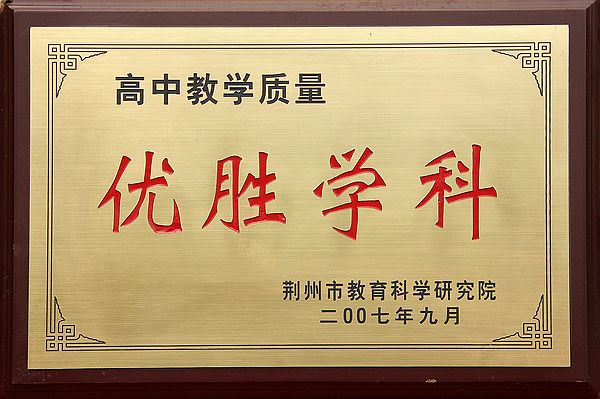 高中教学质量
优胜学科
荆州市教育科学研究院
二00七年九月